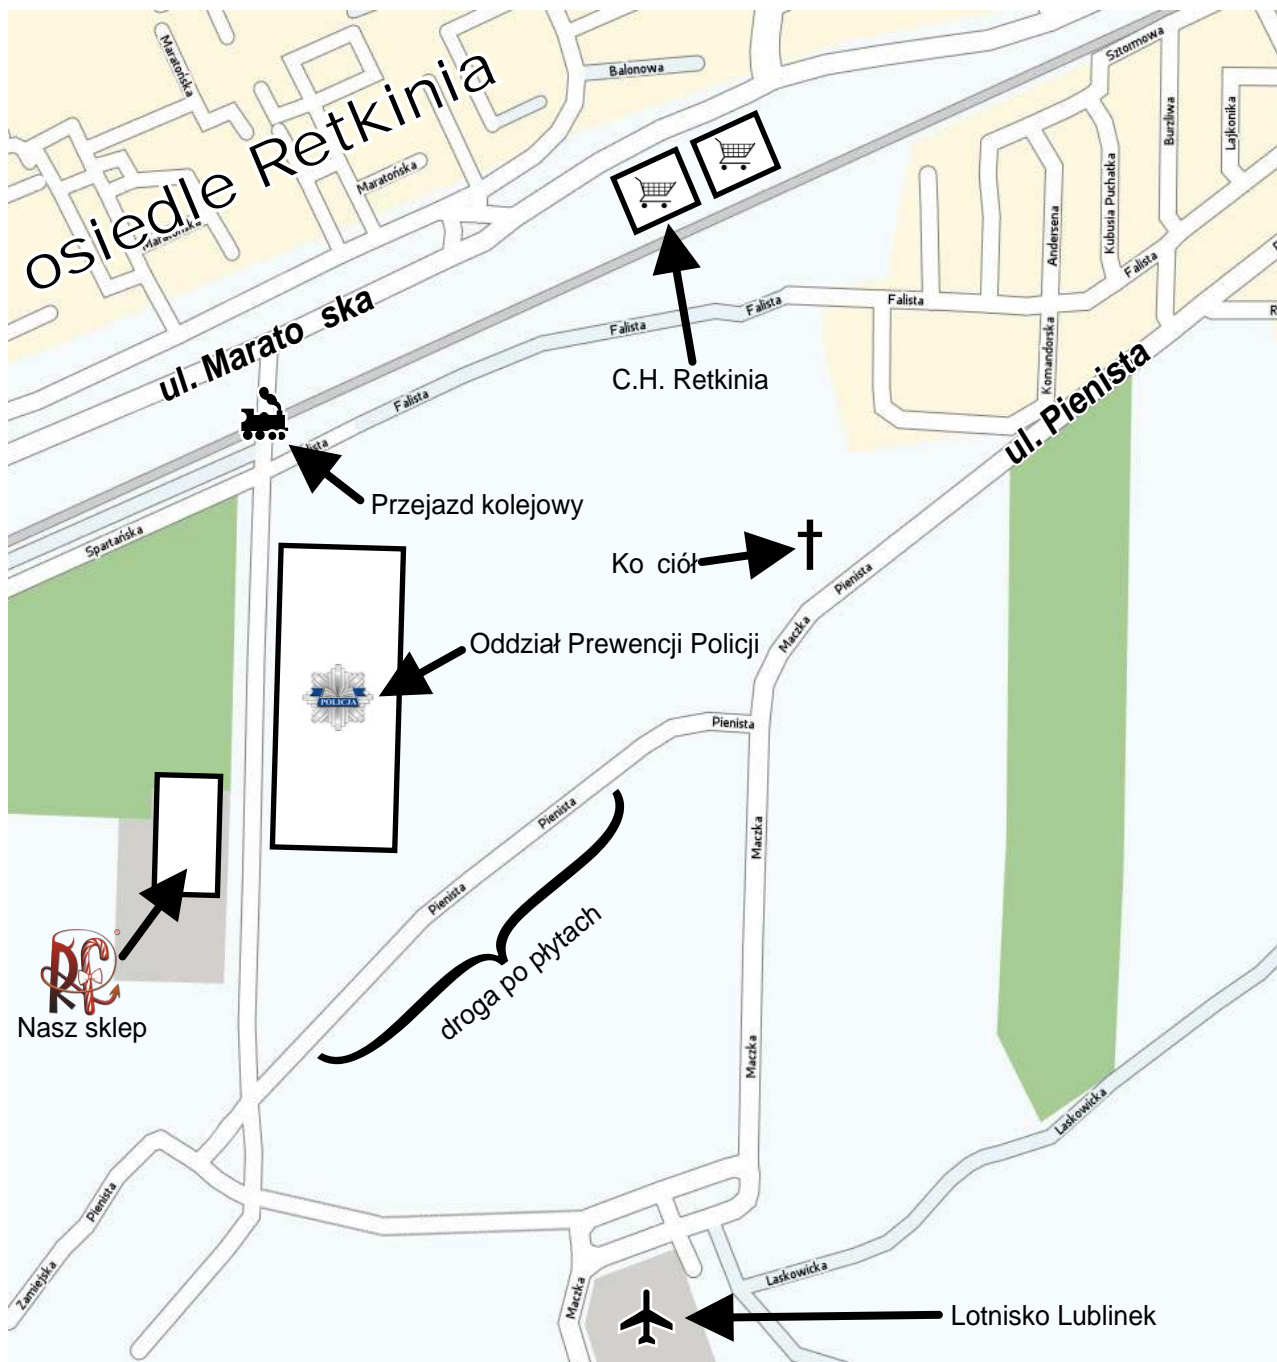 Maratońska
Balonowa
Sztormowa
osiedle Retkinia
Burzliwa
Lajkonika
Maratońska
Maratońska
Kubusia Puchatka
Andersena
Falista
ul. Marato ska
Falista
Falista
Falista
C.H. Retkinia
Komandorska
R
ul. Pienista
Falista
Przejazd kolejowy
Spartańska
Ko ciół
Pienista
Maczka
Oddział Prewencji Policji
POLICJA
Pienista
Pienista
Maczka
Pienista
droga po płytach
RC
Nasz sklep
Maczka
Laskowicka
Pienista
Zamiejska
Maczka
Laskowicka
Lotnisko Lublinek